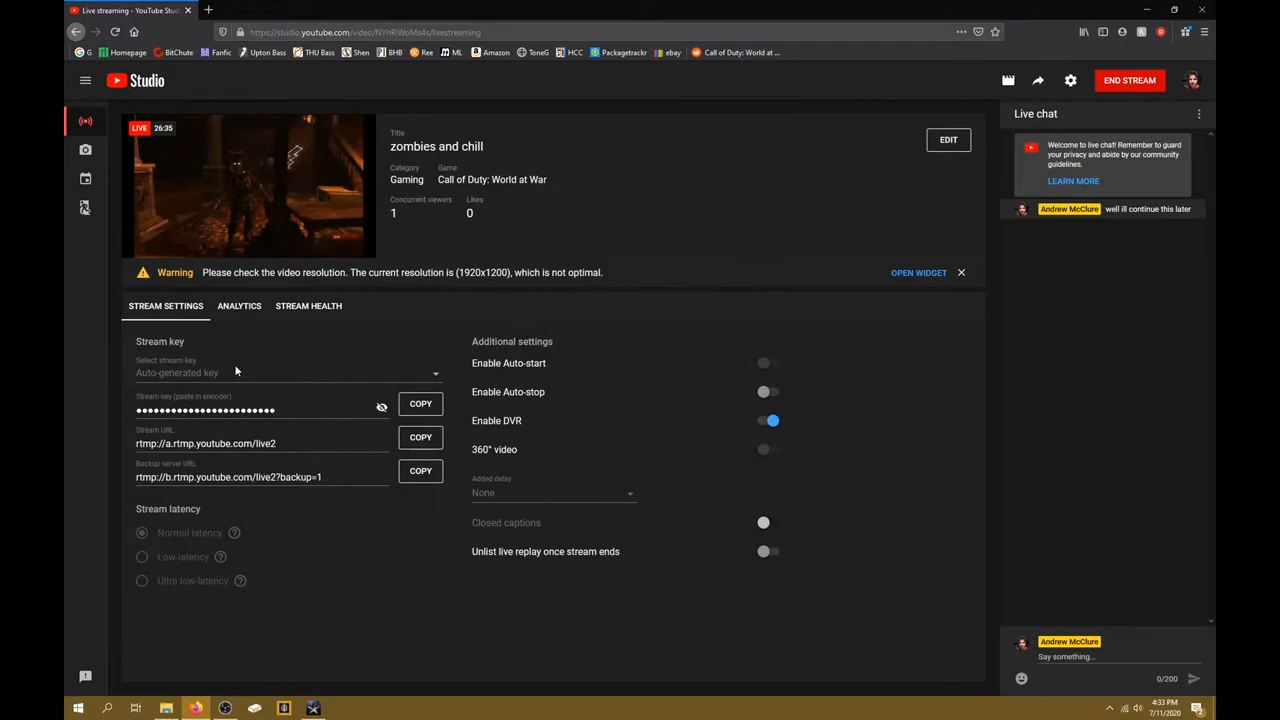 Live streaming - YouTube Stud
https://studio.youtube.com/video/NYhRiWoMs4s/livestreaming
G Homepage BitChute Fanfic Upton Bass THU Bass Shen BHB Ree ML Amazon ToneG HCC Packagetrackr ebay Call of Duty: World at...
Studio
END STREAM
LIVE 26:35
Title
zombies and chill
Category Game
Gaming Call of Duty: World at War
Concurrent viewers Likes
1 0
EDIT
Warning Please check the video resolution. The current resolution is (1920x1200), which is not optimal.
OPEN WIDGET
STREAM SETTINGS ANALYTICS STREAM HEALTH
Stream key
Select stream key
Auto-generated key
Stream key (paste in encoder)
COPY
Stream URL
rtmp://a.rtmp.youtube.com/live2
COPY
Backup server URL
rtmp://b.rtmp.youtube.com/live2?backup=1
COPY
Stream latency
Normal latency
Low-latency
Ultra low-latency
Additional settings
Enable Auto-start
Enable Auto-stop
Enable DVR
360° video
Added delay
None
Closed captions
Unlist live replay once stream ends
Live chat
Welcome to live chat! Remember to guard
your privacy and abide by our community
guidelines.
LEARN MORE
Andrew McClure well ill continue this later
Andrew McClure
Say something...
0/200
4:33 PM
7/11/2020
2